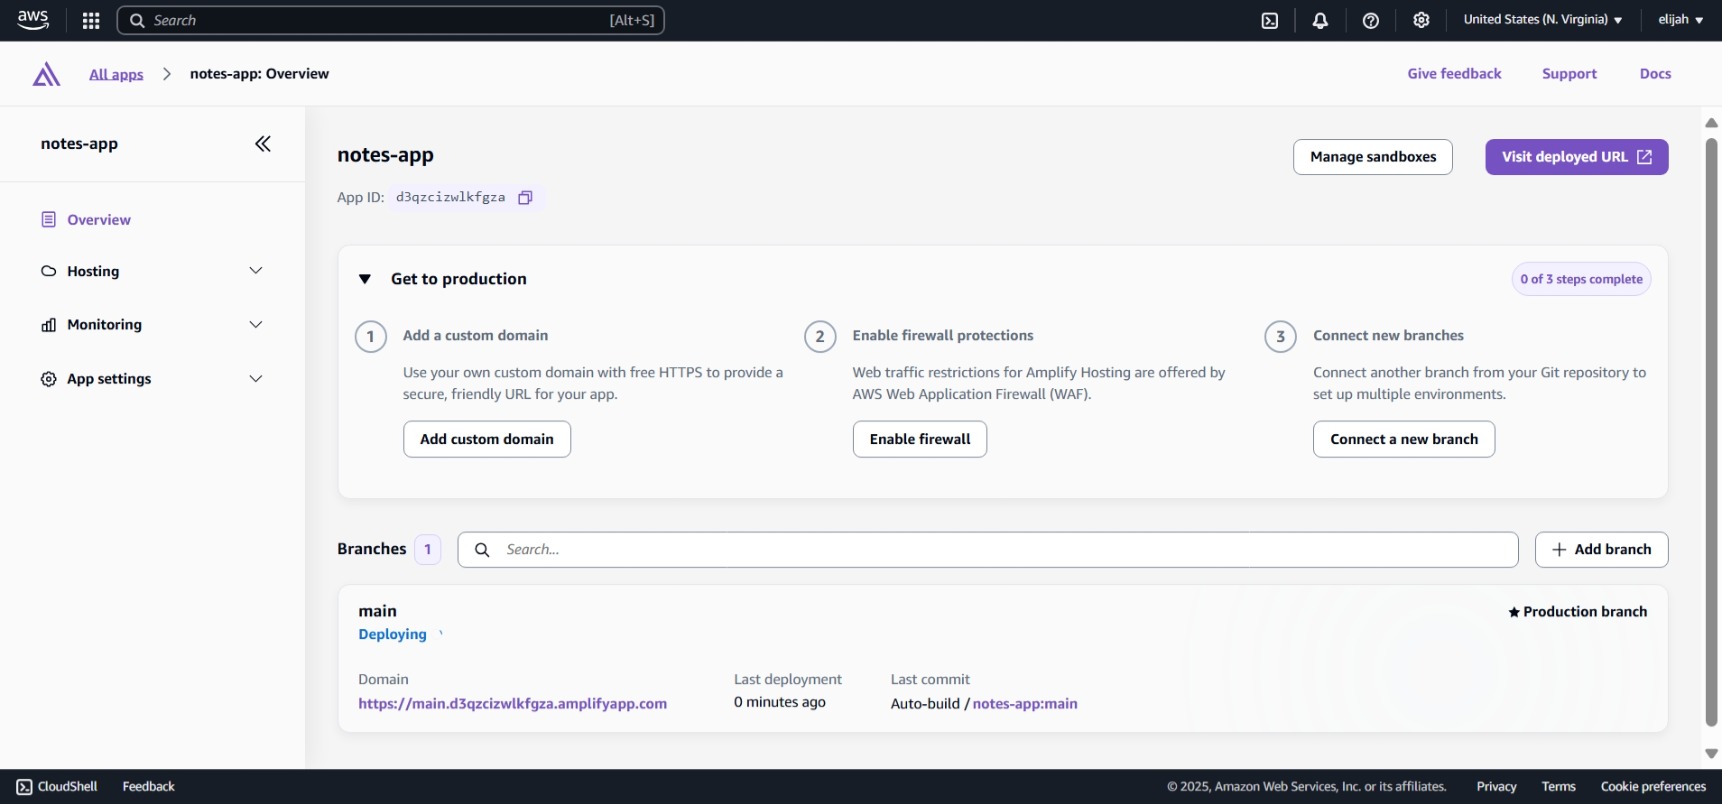 aws
Search [Alt+S]
United States (N. Virginia)
elijah
All apps
notes-app: Overview
Give feedback
Support
Docs
notes-app
Overview
Hosting
Monitoring
App settings
notes-app
App ID: d3qzcizwlkfgza
Manage sandboxes
Visit deployed URL
Get to production
0 of 3 steps complete
1 Add a custom domain
Use your own custom domain with free HTTPS to provide a
secure, friendly URL for your app.
Add custom domain
2 Enable firewall protections
Web traffic restrictions for Amplify Hosting are offered by
AWS Web Application Firewall (WAF).
Enable firewall
3 Connect new branches
Connect another branch from your Git repository to
set up multiple environments.
Connect a new branch
Branches 1
Search...
Add branch
main
Production branch
Deploying
Domain
https://main.d3qzcizwlkfgza.amplifyapp.com
Last deployment
0 minutes ago
Last commit
Auto-build / notes-app:main
CloudShell
Feedback
© 2025, Amazon Web Services, Inc. or its affiliates.
Privacy
Terms
Cookie preferences